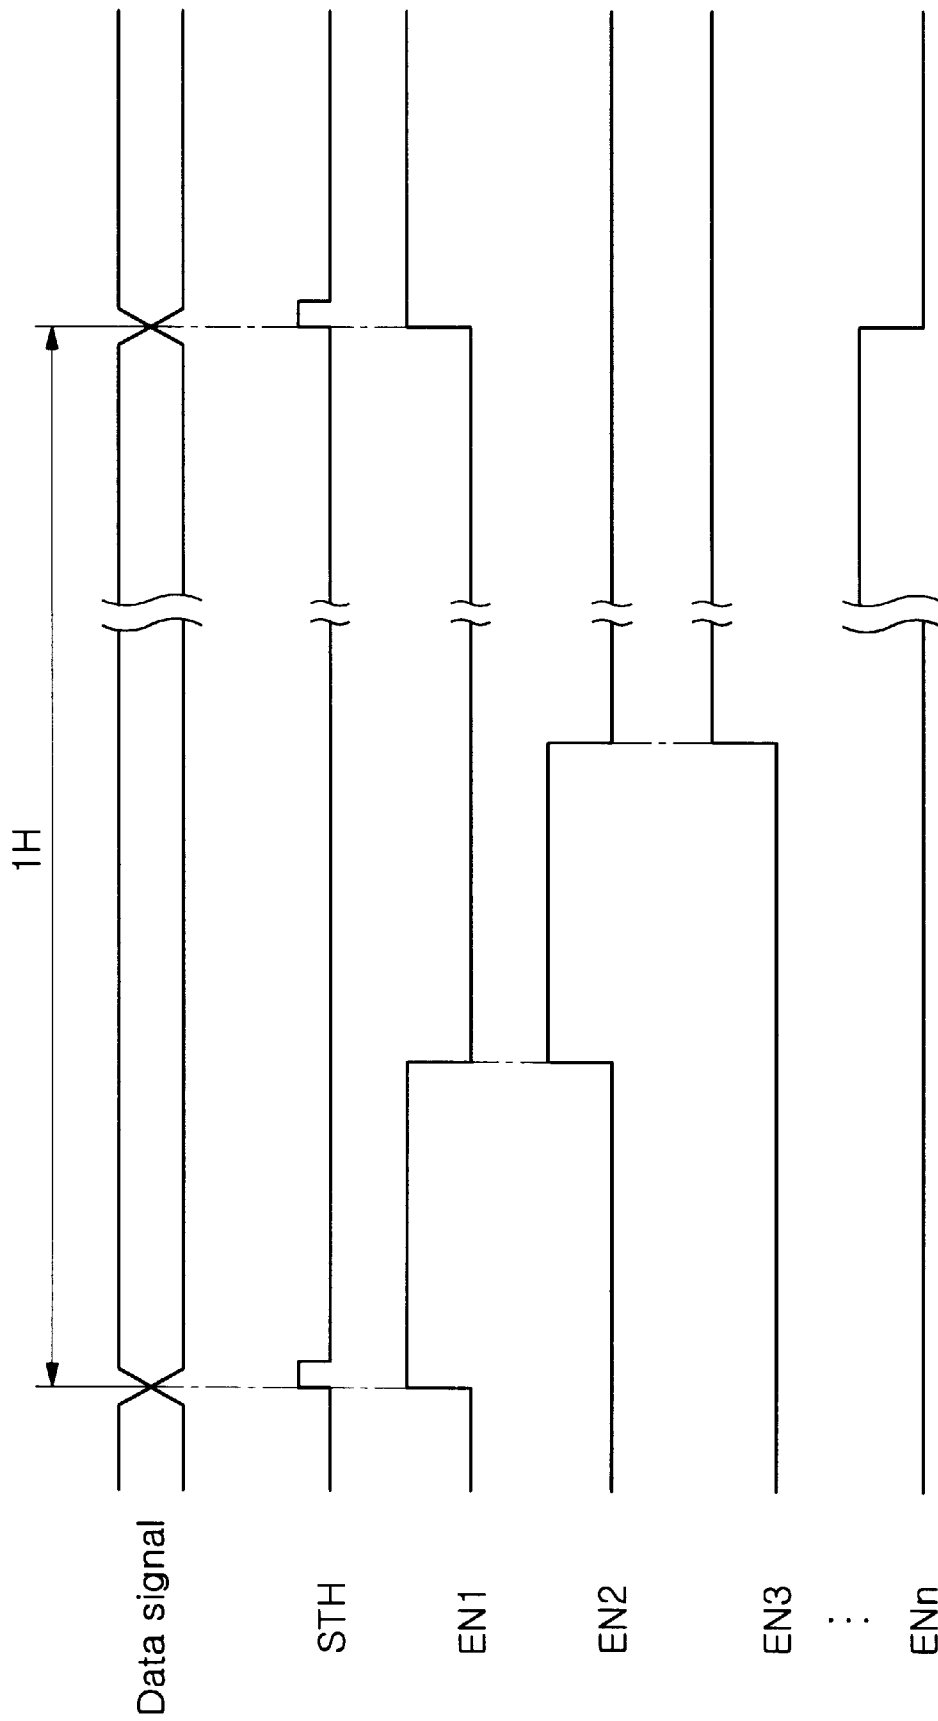 1H
Data signal
STH
EN1
EN2
EN3
⋮
ENn